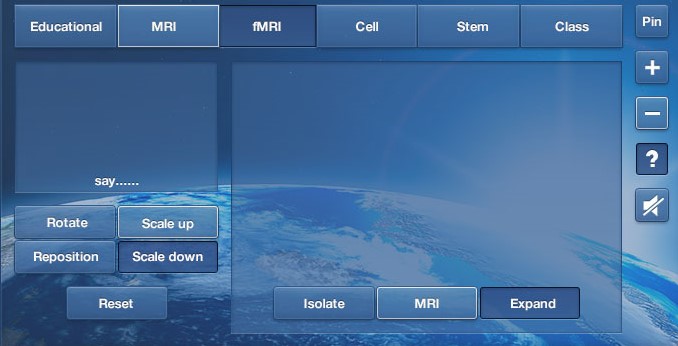 Educational
MRI
fMRI
Cell
Stem
Class
Pin
+
−
?
say......
Rotate
Scale up
Reposition
Scale down
Reset
Isolate
MRI
Expand